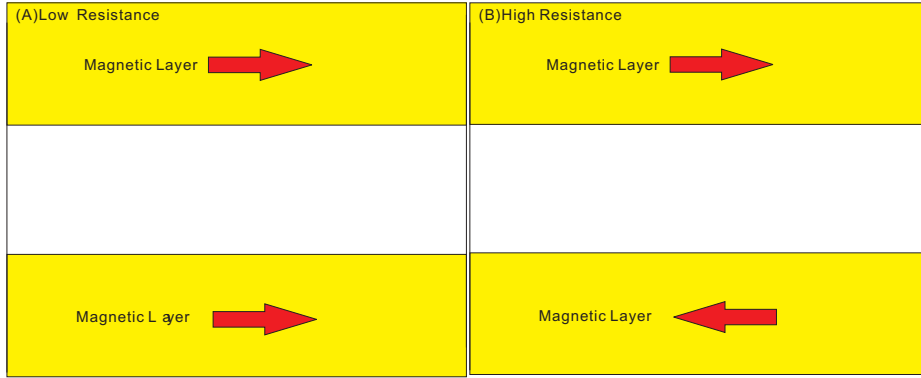 (A)Low Resistance
Magnetic Layer
Magnetic L ayer
(B)High Resistance
Magnetic Layer
Magnetic Layer